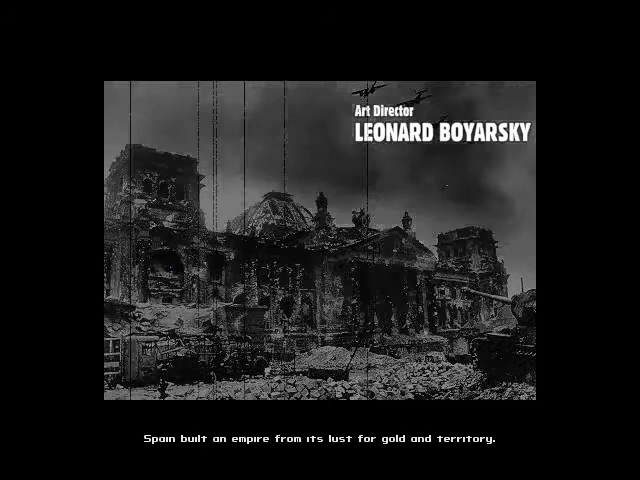 Art Director
LEONARD BOYARSKY
Spain built an empire from its lust for gold and territory.